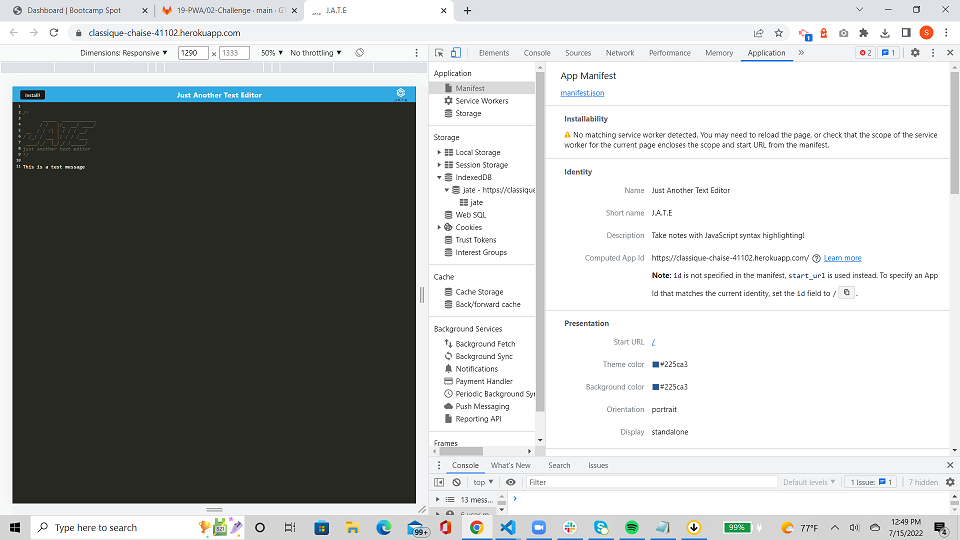 Dashboard | Bootcamp Spot
19-PWA/02-Challenge · main · G
J.A.T.E
classique-chaise-41102.herokuapp.com
S
Dimensions: Responsive
1290
x
1333
50%
No throttling
Elements
Console
Sources
Network
Performance
Memory
Application
»
2
1
Install!
Just Another Text Editor
1
2
/*
3
4
5
6
7
8
just another text editor
9
*/
10
11
This is a test message
Application
Manifest
Service Workers
Storage
Storage
Local Storage
Session Storage
IndexedDB
jate - https://classique
jate
Web SQL
Cookies
Trust Tokens
Interest Groups
Cache
Cache Storage
Back/forward cache
Background Services
Background Fetch
Background Sync
Notifications
Payment Handler
Periodic Background Syn
Push Messaging
Reporting API
Frames
App Manifest
manifest.json
Installability
No matching service worker detected. You may need to reload the page, or check that the scope of the service
worker for the current page encloses the scope and start URL from the manifest.
Identity
Name
Just Another Text Editor
Short name
J.A.T.E
Description
Take notes with JavaScript syntax highlighting!
Computed App Id
https://classique-chaise-41102.herokuapp.com/
Learn more
Note: id is not specified in the manifest, start_url is used instead. To specify an App
Id that matches the current identity, set the id field to /
.
Presentation
Start URL
/
Theme color
#225ca3
Background color
#225ca3
Orientation
portrait
Display
standalone
Console
What's New
Search
Issues
top
Filter
Default levels
1 Issue:
1
7 hidden
13 mess...
Type here to search
99+
99%
77°F
12:49 PM
7/15/2022
4